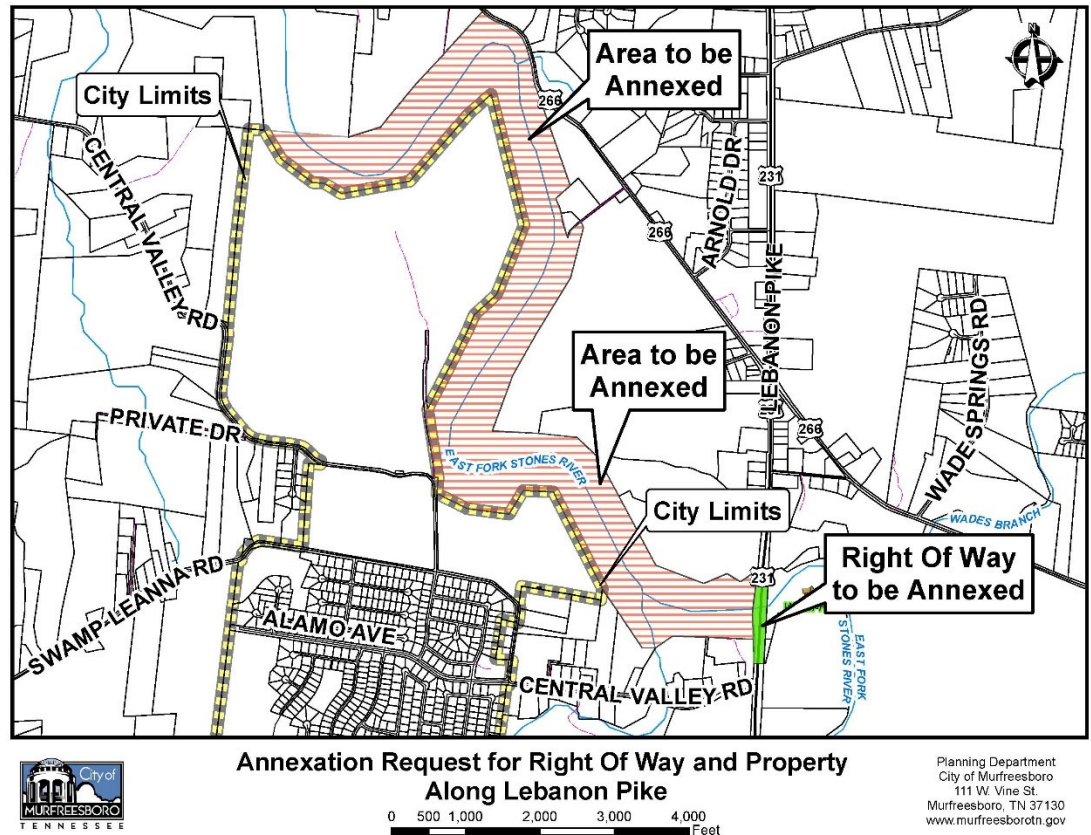 Area to be
Annexed
City Limits
266
CENTRAL VALLEY RD
231
ARNOLD DR
266
LEBANON PIKE
Area to be
Annexed
WADE SPRINGS RD
PRIVATE DR
266
EAST FORK STONES RIVER
City Limits
WADES BRANCH
Right Of Way
to be Annexed
231
SWAMP LEANNA RD
ALAMO AVE
EAST FORK
STONES RIVER
CENTRAL VALLEY RD
City of
MURFREESBORO
TENNESSEE
Annexation Request for Right Of Way and Property
Along Lebanon Pike
0 500 1,000 2,000 3,000 4,000
Feet
Planning Department
City of Murfreesboro
111 W. Vine St.
Murfreesboro, TN 37130
www.murfreesborotn.gov